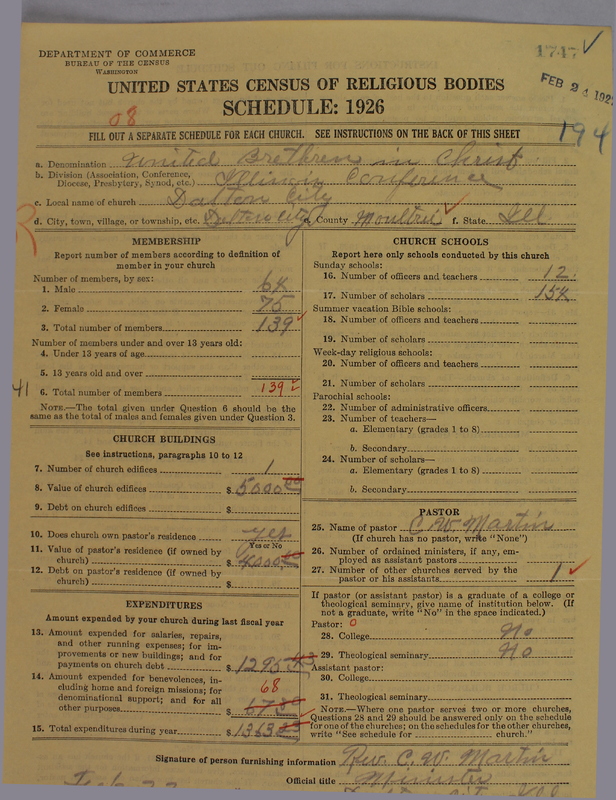 DEPARTMENT OF COMMERCE
BUREAU OF THE CENSUS
WASHINGTON
1747 ✓
FEB 24 192
UNITED STATES CENSUS OF RELIGIOUS BODIES
SCHEDULE: 1926
08
194
FILL OUT A SEPARATE SCHEDULE FOR EACH CHURCH. SEE INSTRUCTIONS ON THE BACK OF THIS SHEET
a. Denomination United Brethren in Christ
b. Division (Association, Conference, Diocese, Presbytery, Synod, etc.) Illinois Conference
c. Local name of church Dalton City
d. City, town, village, or township, etc. Dalton City e. County Moultrie f. State Ill
R
MEMBERSHIP
Report number of members according to definition of
member in your church
Number of members, by sex:
1. Male 64
2. Female 75
3. Total number of members 139 ✓
Number of members under and over 13 years old:
4. Under 13 years of age
5. 13 years old and over
41
6. Total number of members 139 ✓
NOTE.—The total given under Question 6 should be
same as the total of males and females given under Question 3.
CHURCH BUILDINGS
See instructions, paragraphs 10 to 12
7. Number of church edifices 1
8. Value of church edifices $ 5000 00
9. Debt on church edifices $
10. Does church own pastor's residence yes
Yes or No
11. Value of pastor's residence (if owned by
church) $ 4000 00
12. Debt on pastor's residence (if owned by
church) $
EXPENDITURES
Amount expended by your church during last fiscal year
13. Amount expended for salaries, repairs,
and other running expenses; for im-
provements or new buildings; and for
payments on church debt $ 1295
14. Amount expended for benevolences, in-
cluding home and foreign missions; for
denominational support; and for all
other purposes $ 67
68
15. Total expenditures during year $ 1363
CHURCH SCHOOLS
Report here only schools conducted by this church
Sunday schools:
16. Number of officers and teachers 12
17. Number of scholars 154
Summer vacation Bible schools:
18. Number of officers and teachers
19. Number of scholars
Week-day religious schools:
20. Number of officers and teachers
21. Number of scholars
Parochial schools:
22. Number of administrative officers
23. Number of teachers—
a. Elementary (grades 1 to 8)
b. Secondary
24. Number of scholars—
a. Elementary (grades 1 to 8)
b. Secondary
PASTOR
25. Name of pastor C. W. Martin
(If church has no pastor, write "None")
26. Number of ordained ministers, if any, em-
ployed as assistant pastors
27. Number of other churches served by the
pastor or his assistants 1 ✓
If pastor (or assistant pastor) is a graduate of a college or
theological seminary, give name of institution below. (If
not a graduate, write "No" in the space indicated.)
Pastor: 0
28. College No
29. Theological seminary No
Assistant pastor:
30. College
31. Theological seminary
NOTE.—Where one pastor serves two or more churches,
Questions 28 and 29 should be answered only on the schedule
for one of the churches; on the schedules for the other churches,
write "See schedule for church."
Signature of person furnishing information Rev. C. W. Martin
Official title Minister